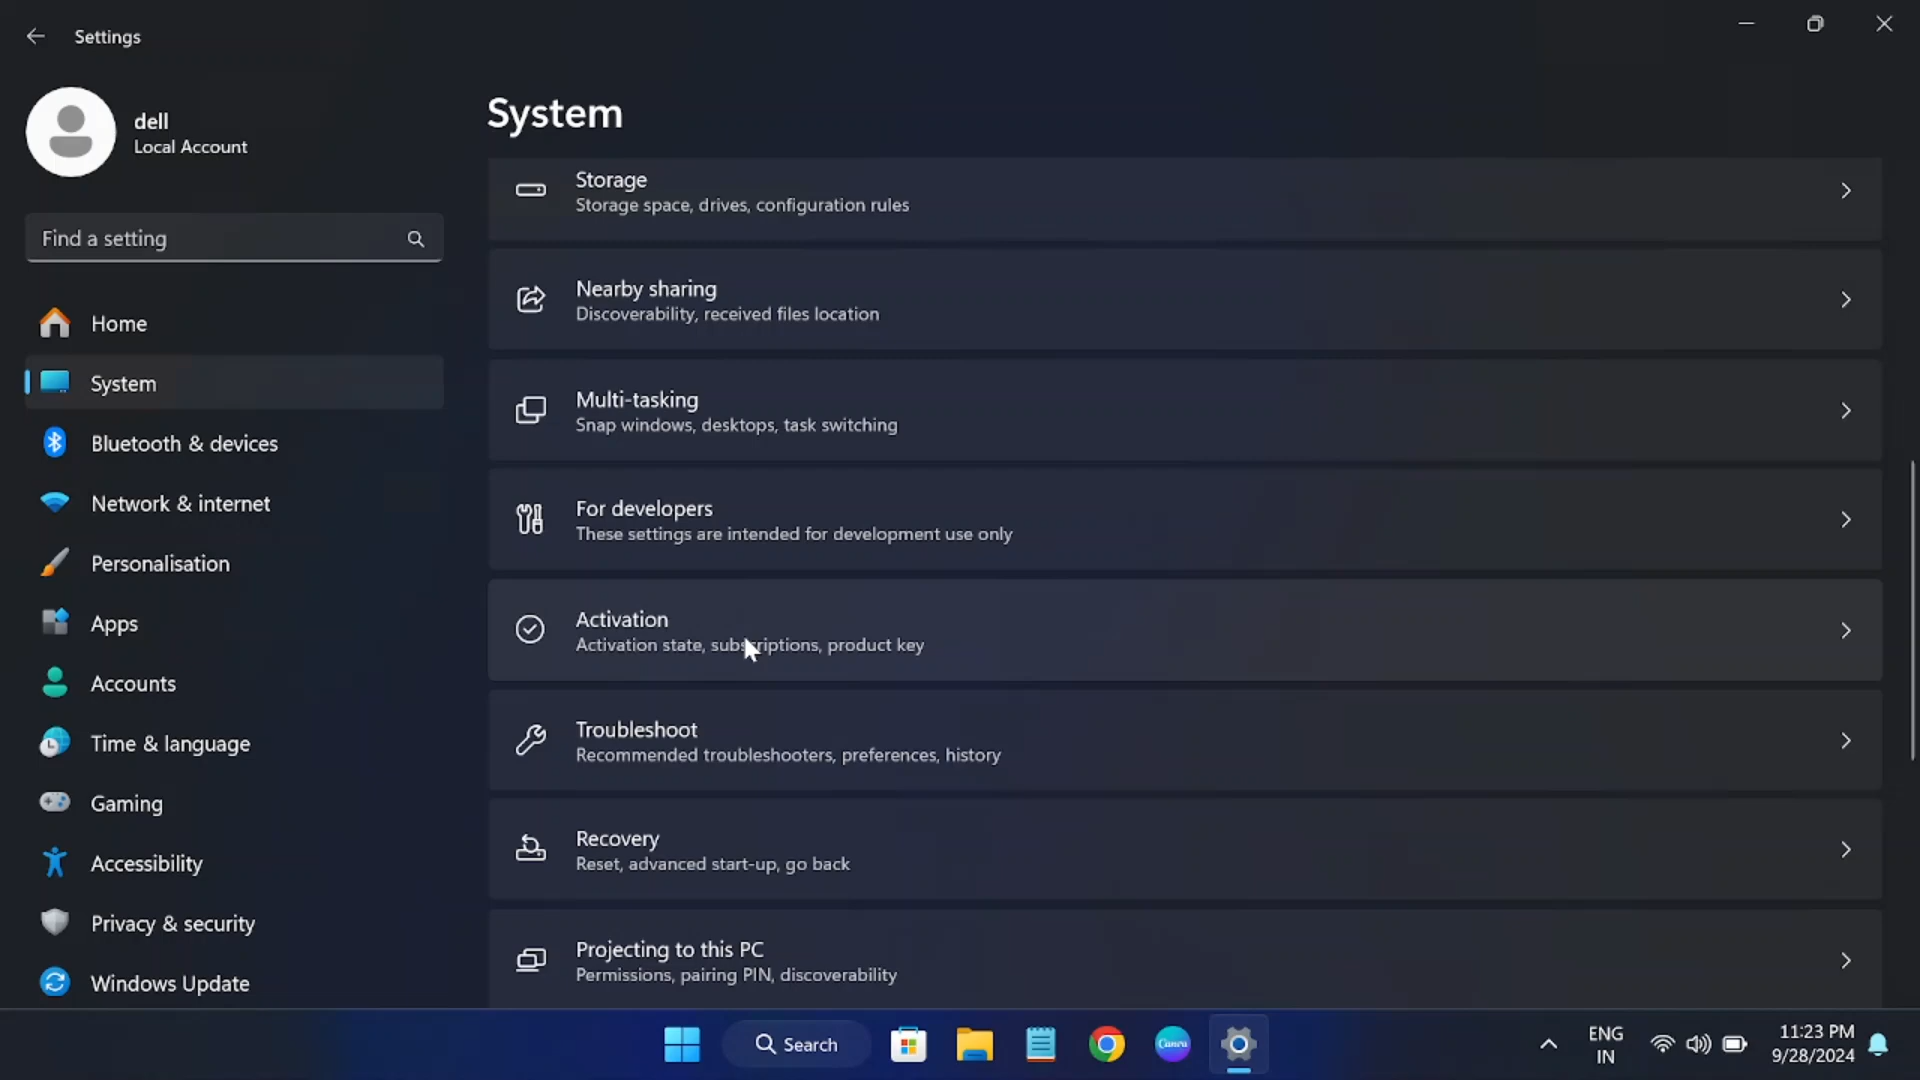 Settings
dell
Local Account
Find a setting
Home
System
Bluetooth & devices
Network & internet
Personalisation
Apps
Accounts
Time & language
Gaming
Accessibility
Privacy & security
Windows Update
System
Storage
Storage space, drives, configuration rules
Nearby sharing
Discoverability, received files location
Multi-tasking
Snap windows, desktops, task switching
For developers
These settings are intended for development use only
Activation
Activation state, subscriptions, product key
Troubleshoot
Recommended troubleshooters, preferences, history
Recovery
Reset, advanced start-up, go back
Projecting to this PC
Permissions, pairing PIN, discoverability
Search
Canva
ENG
IN
11:23 PM
9/28/2024